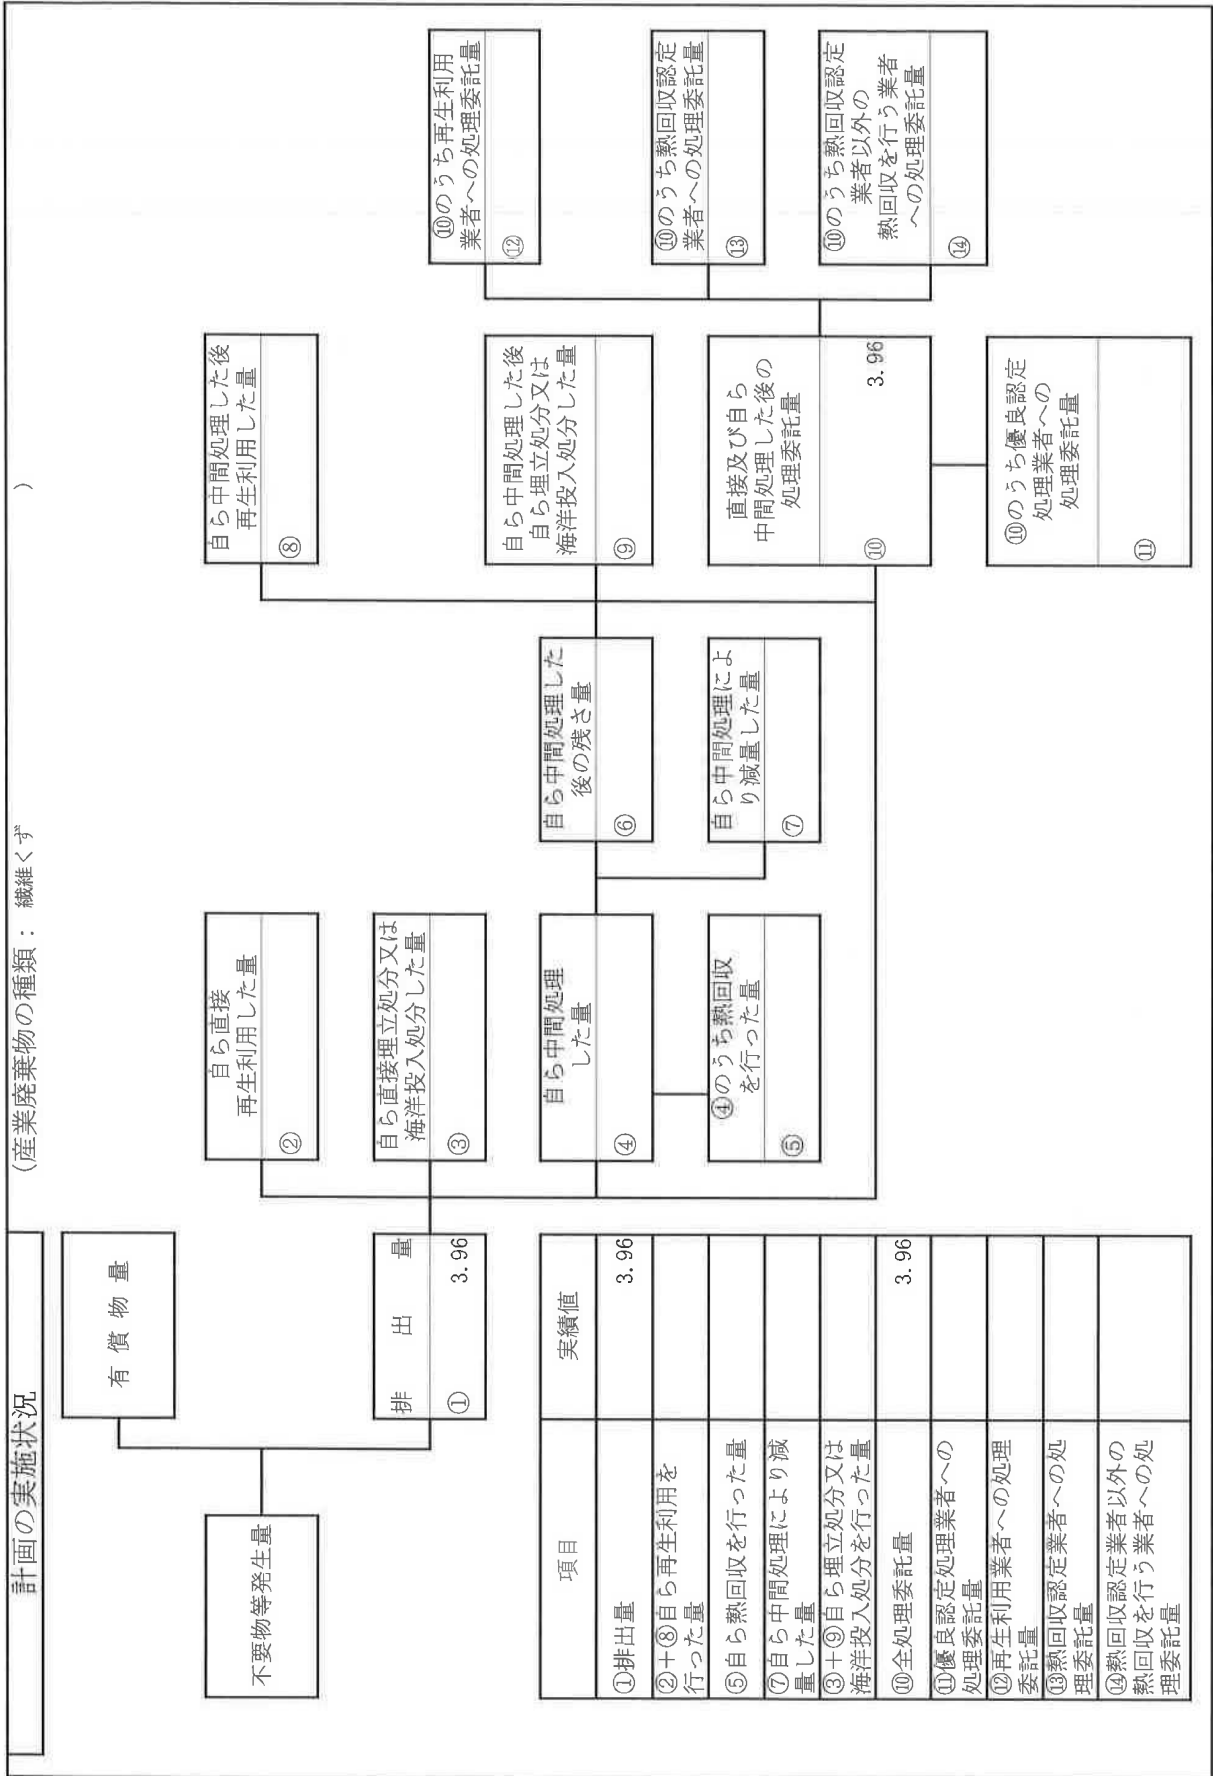 計画の実施状況
(産業廃棄物の種類： 繊維くず )
有償物量
不要物等発生量
排出量
① 3.96
自ら直接
再生利用した量
②
自ら直接埋立処分又は
海洋投入処分した量
③
自ら中間処理
した量
④
④のうち熱回収
を行った量
⑤
自ら中間処理した
後の残さ量
⑥
自ら中間処理によ
り減量した量
⑦
自ら中間処理した後
再生利用した量
⑧
自ら中間処理した後
自ら埋立処分又は
海洋投入処分した量
⑨
直接及び自ら
中間処理した後の
処理委託量
⑩ 3.96
⑩のうち優良認定
処理業者への
処理委託量
⑪
⑩のうち再生利用
業者への処理委託量
⑫
⑩のうち熱回収認定
業者への処理委託量
⑬
⑩のうち熱回収認定
業者以外の
熱回収を行う業者
への処理委託量
⑭
項目 実績値
①排出量 3.96
②+⑧自ら再生利用を
行った量
⑤自ら熱回収を行った量
⑦自ら中間処理により減
量した量
③+⑨自ら埋立処分又は
海洋投入処分を行った量
⑩全処理委託量 3.96
⑪優良認定処理業者への
処理委託量
⑫再生利用業者への処理
委託量
⑬熱回収認定業者への処
理委託量
⑭熱回収認定業者以外の
熱回収を行う業者への処
理委託量